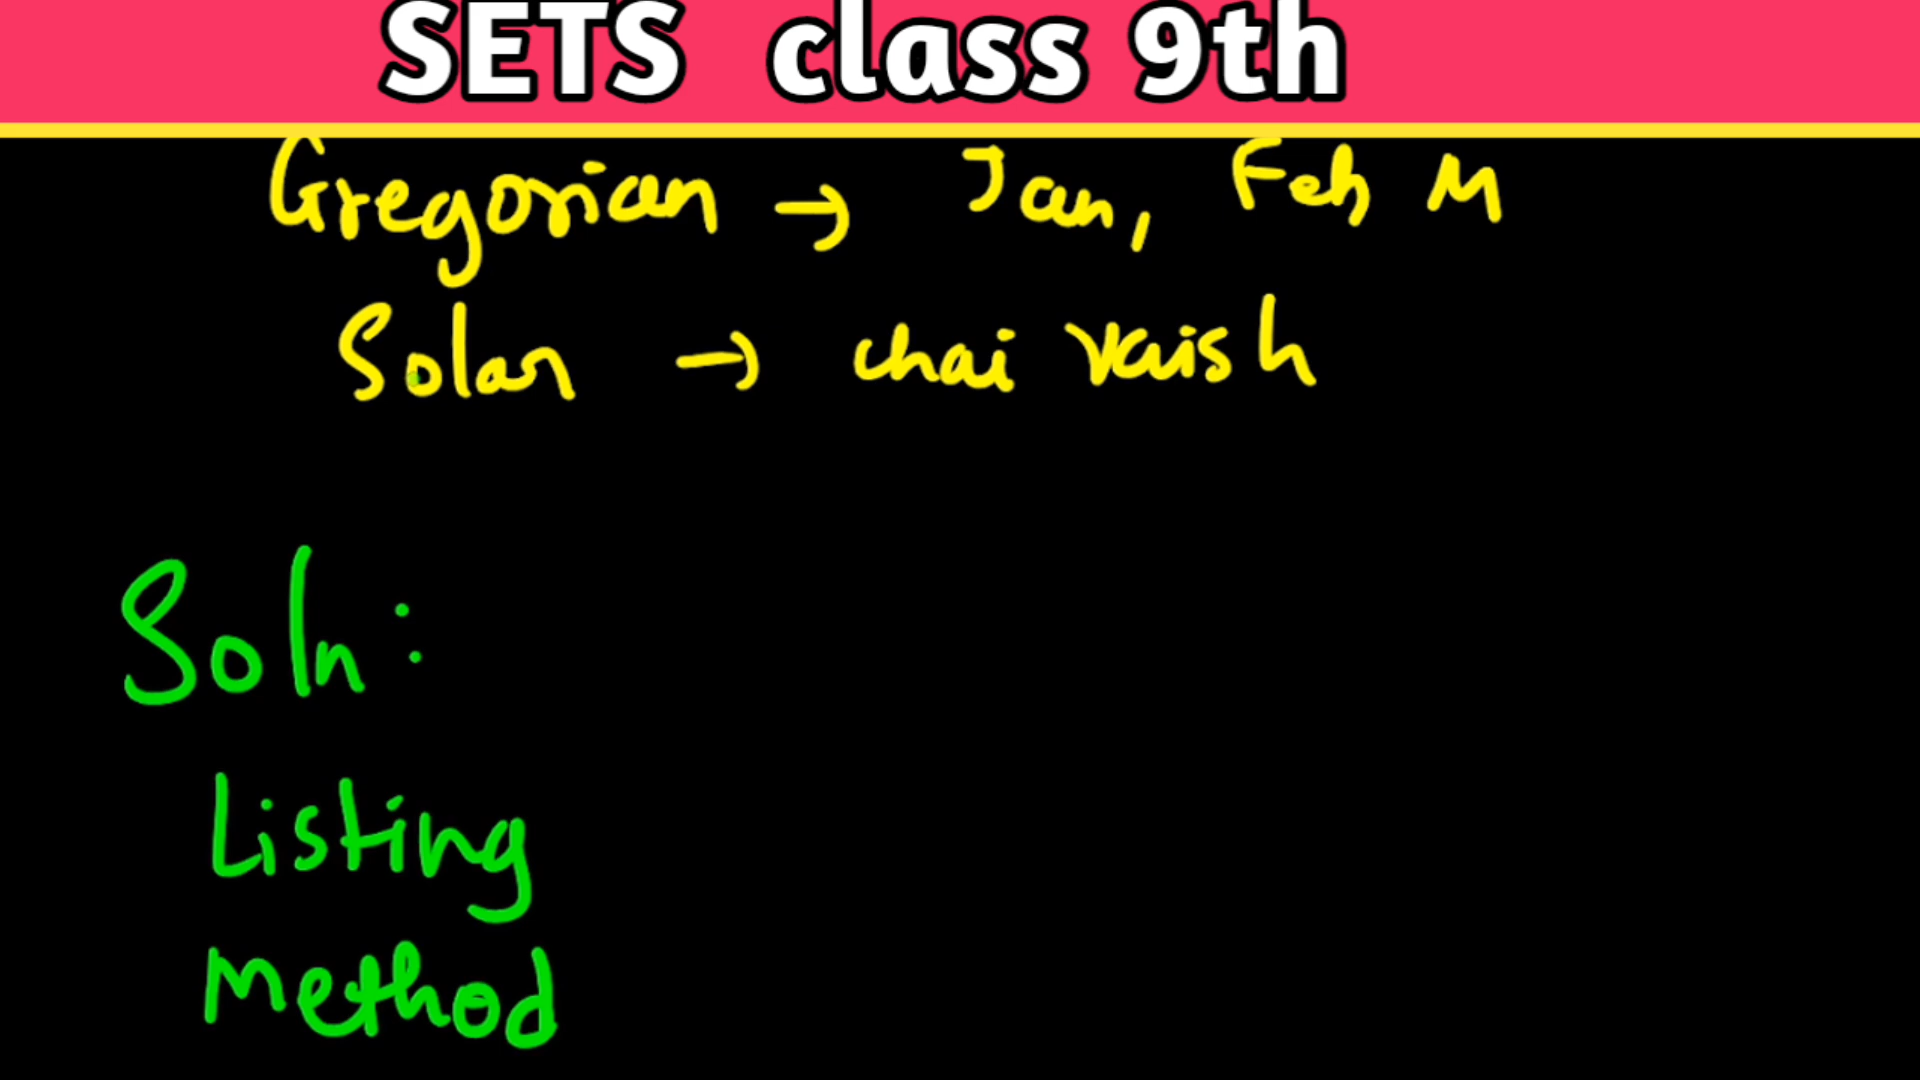 SETS class 9th
Gregorian → Jan, Feb M
Solar → chai vaish
Soln:
Listing
Method